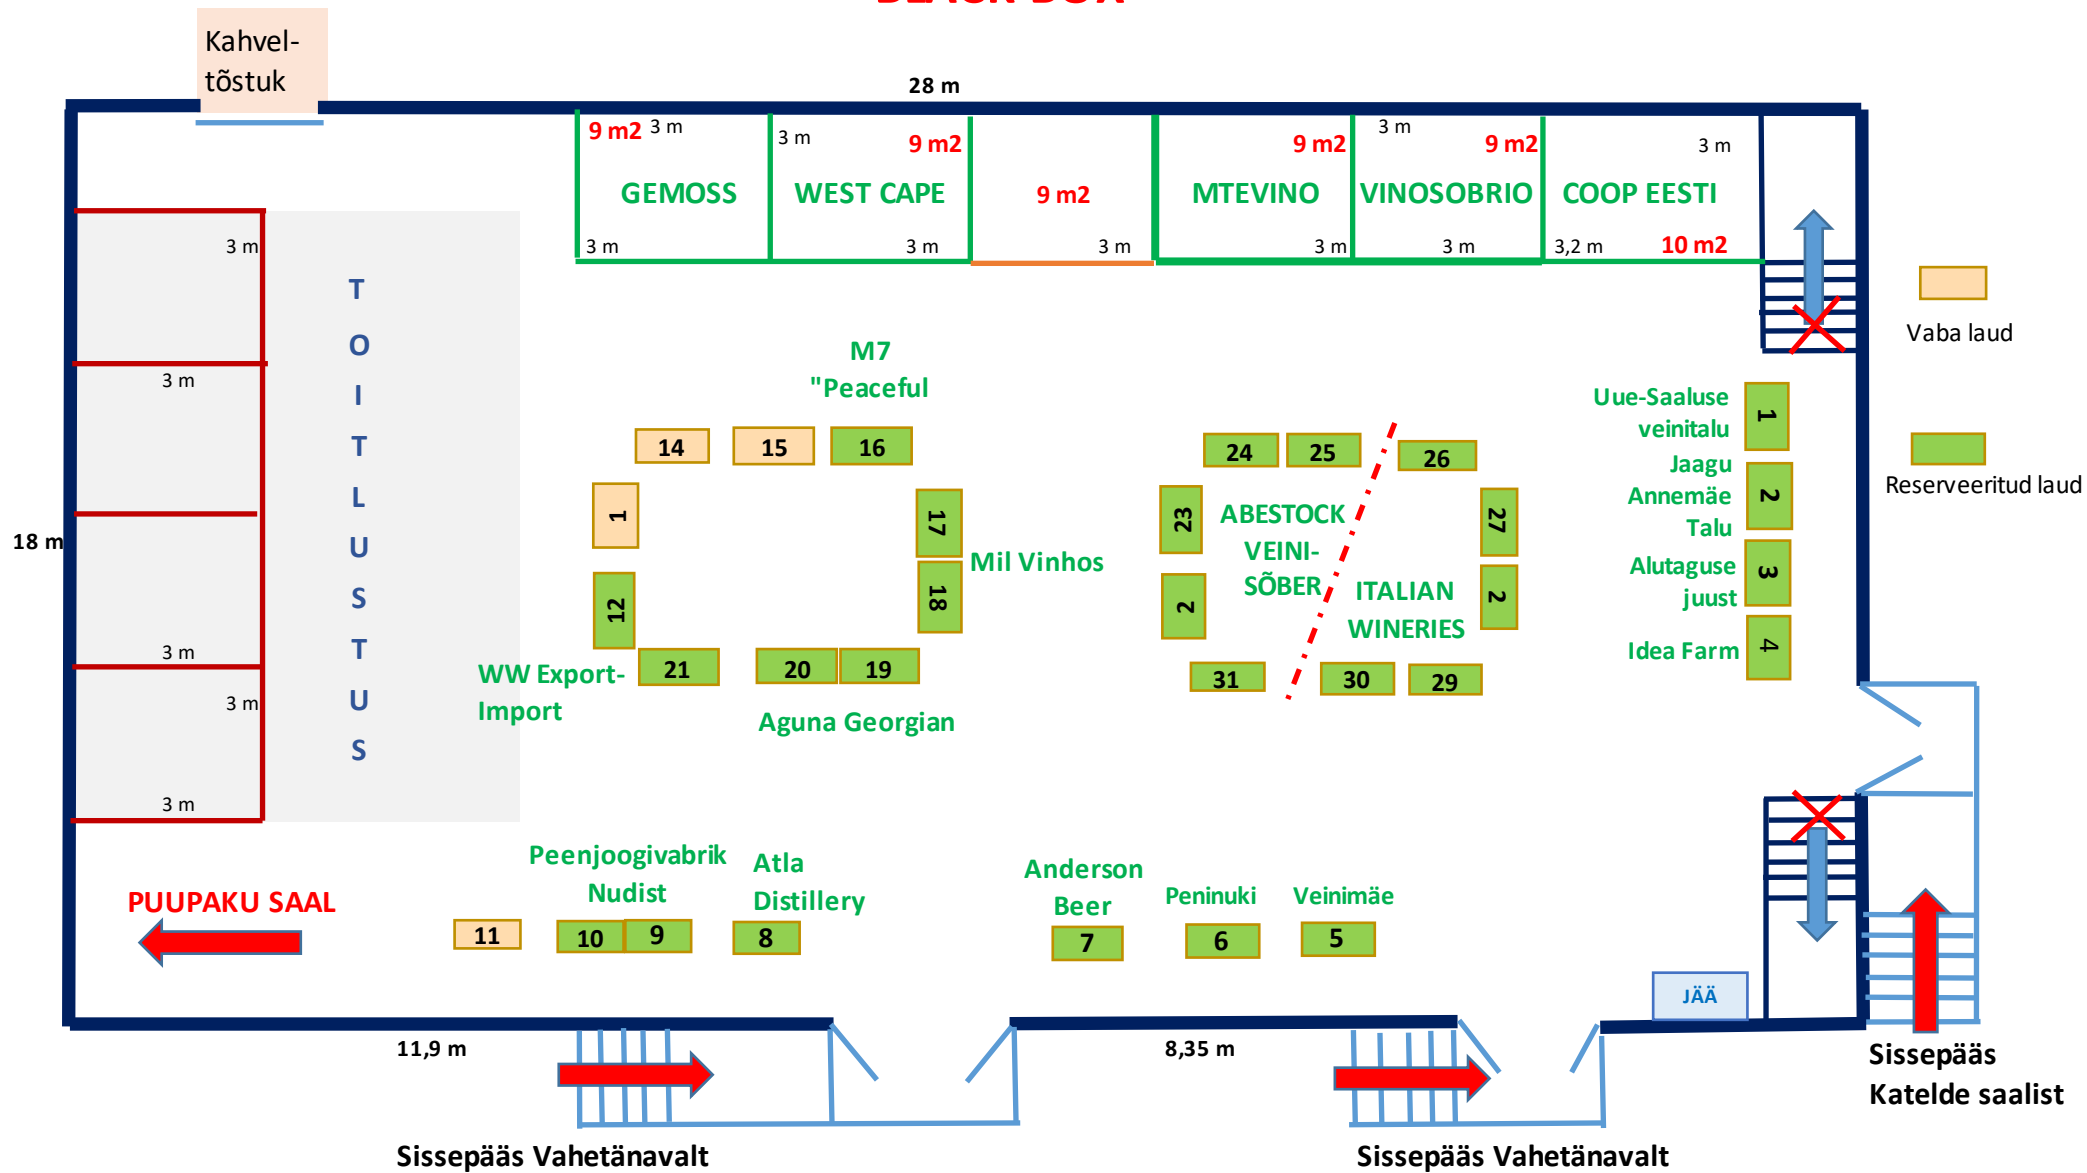 Kahvel-
tõstuk
28 m
9 m2 3 m
3 m
9 m2
9 m2
9 m2
3 m
9 m2
3 m
GEMOSS
WEST CAPE
MTEVINO
VINOSOBRIO
COOP EESTI
3 m
3 m
3 m
3 m
3 m
3,2 m
10 m2
3 m
3 m
3 m
3 m
3 m
18 m
T
O
I
T
L
U
S
T
U
S
Vaba laud
Reserveeritud laud
M7
"Peaceful
14
15
16
1
17
12
18
Mil Vinhos
21
20
19
WW Export-
Import
Aguna Georgian
24
25
26
23
27
2
2
ABESTOCK
VEINI-
SÕBER
ITALIAN
WINERIES
31
30
29
Uue-Saaluse
veinitalu
1
Jaagu
Annemäe
Talu
2
Alutaguse
juust
3
Idea Farm
4
Peenjoogivabrik
Nudist
Atla
Distillery
Anderson
Beer
Peninuki
Veinimäe
PUUPAKU SAAL
11
10
9
8
7
6
5
JÄÄ
11,9 m
8,35 m
Sissepääs
Katelde saalist
Sissepääs Vahetänavalt
Sissepääs Vahetänavalt